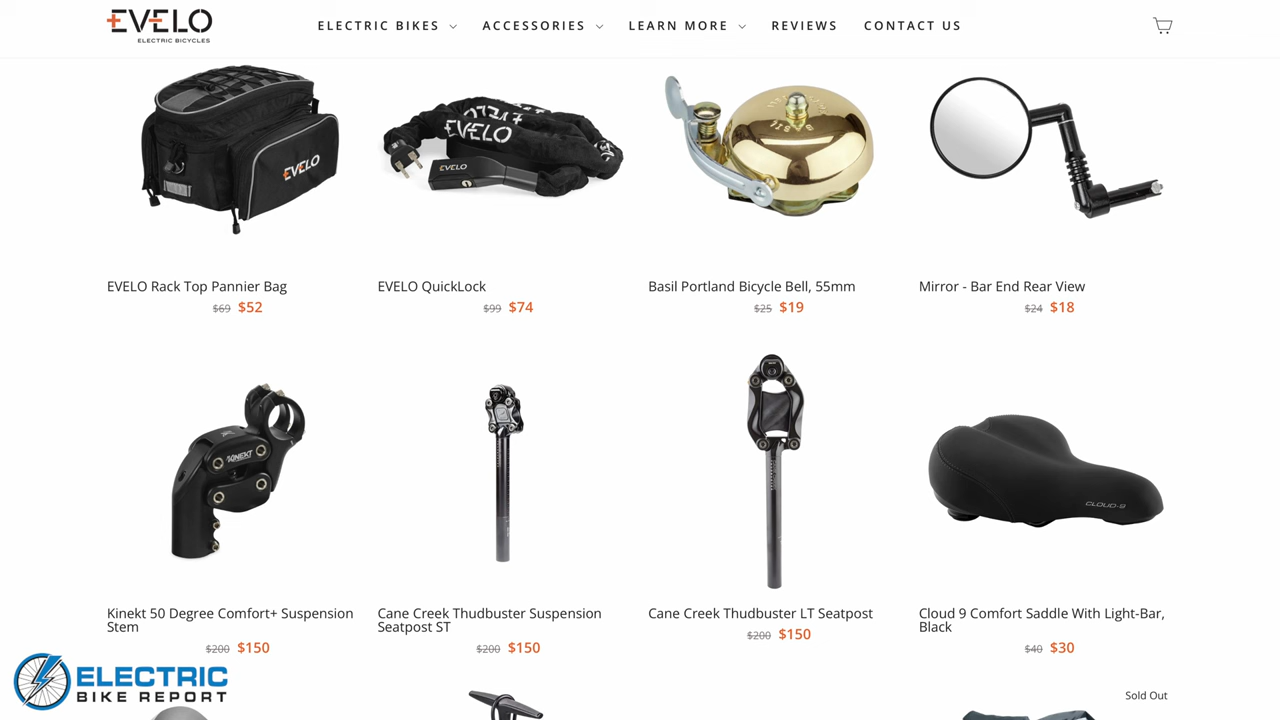 EVELO
ELECTRIC BICYCLES
ELECTRIC BIKES
ACCESSORIES
LEARN MORE
REVIEWS
CONTACT US
EVELO
EVELO
EVELO
BASIL
EVELO Rack Top Pannier Bag
$69 $52
EVELO QuickLock
$99 $74
Basil Portland Bicycle Bell, 55mm
$25 $19
Mirror - Bar End Rear View
$24 $18
KINEKT
CLOUD-9
Kinekt 50 Degree Comfort+ Suspension
Stem
$200 $150
Cane Creek Thudbuster Suspension
Seatpost ST
$200 $150
Cane Creek Thudbuster LT Seatpost
$200 $150
Cloud 9 Comfort Saddle With Light-Bar,
Black
$40 $30
ELECTRIC
BIKE REPORT
Sold Out